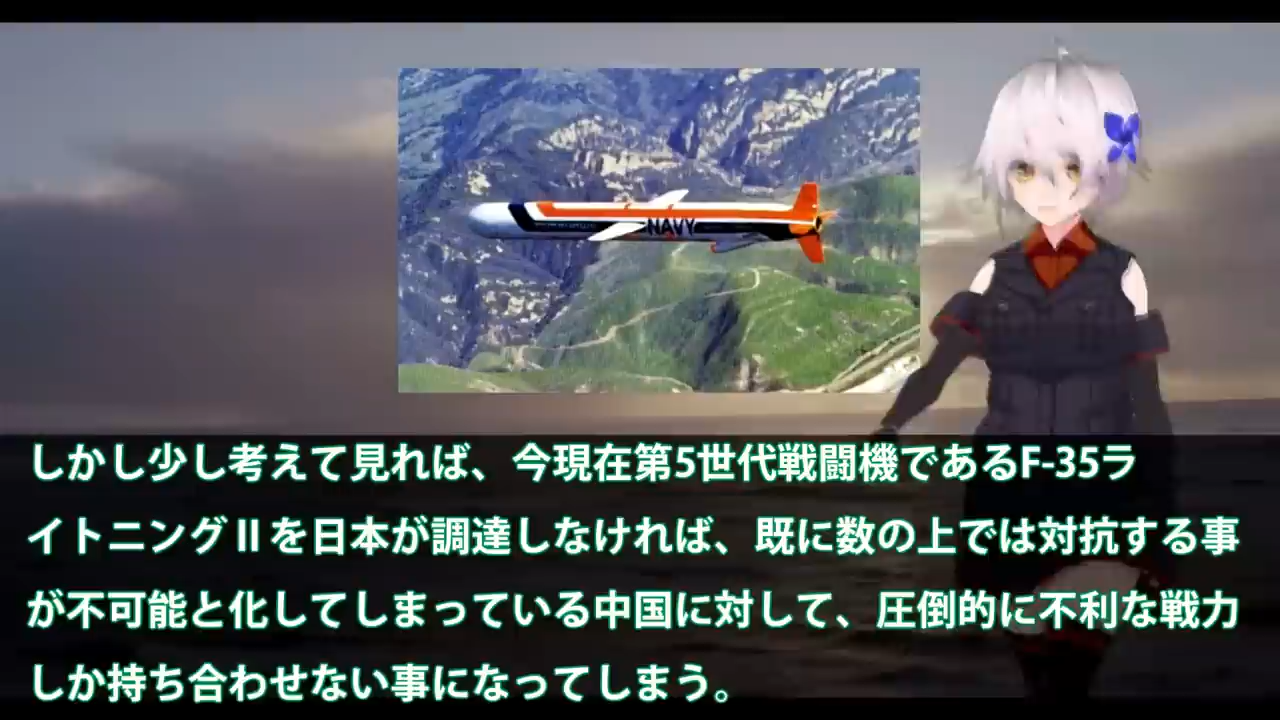 NAVY
しかし少し考えて見れば、今現在第5世代戦闘機であるF-35ラ
イトニングⅡを日本が調達しなければ、既に数の上では対抗する事
が不可能と化してしまっている中国に対して、圧倒的に不利な戦力
しか持ち合わせない事になってしまう。